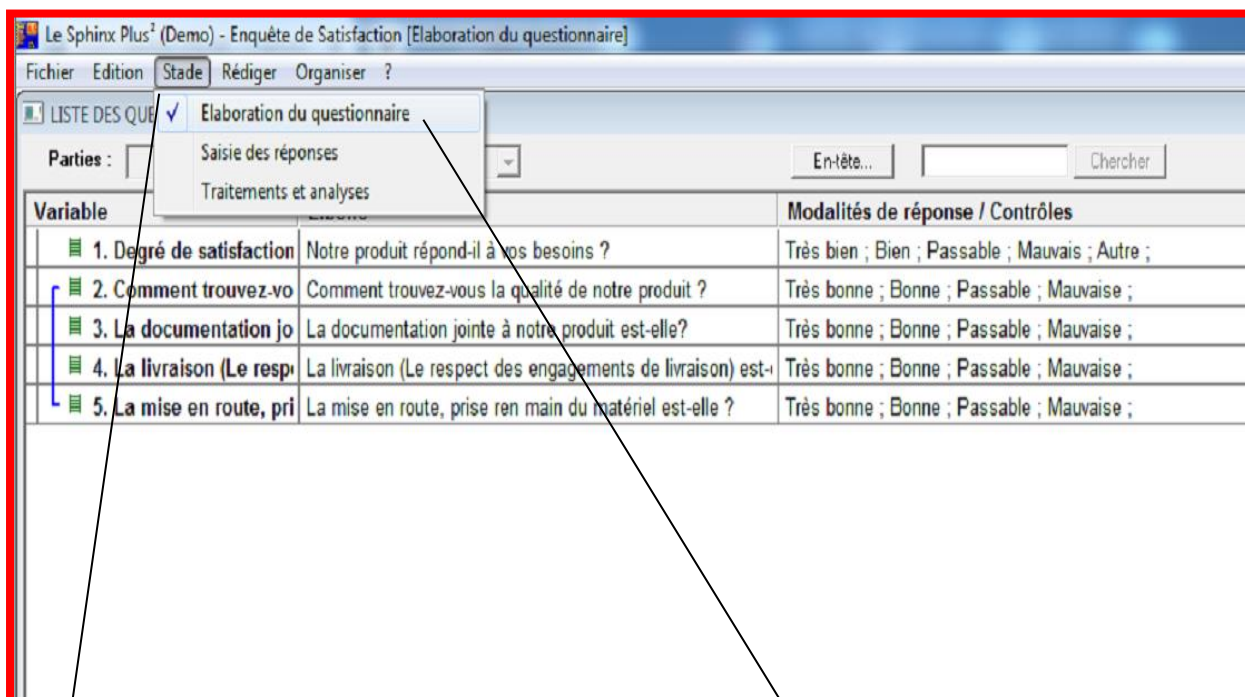 Le Sphinx Plus² (Demo) - Enquête de Satisfaction [Elaboration du questionnaire]
Fichier Edition Stade Rédiger Organiser ?
LISTE DES QUE
Elaboration du questionnaire
Saisie des réponses
Traitements et analyses
Parties :
En-tête... Chercher
Variable Modalités de réponse / Contrôles
1. Degré de satisfaction Notre produit répond-il à vos besoins ? Très bien ; Bien ; Passable ; Mauvais ; Autre ;
2. Comment trouvez-vo Comment trouvez-vous la qualité de notre produit ? Très bonne ; Bonne ; Passable ; Mauvaise ;
3. La documentation jo La documentation jointe à notre produit est-elle? Très bonne ; Bonne ; Passable ; Mauvaise ;
4. La livraison (Le resp La livraison (Le respect des engagements de livraison) est- Très bonne ; Bonne ; Passable ; Mauvaise ;
5. La mise en route, pri La mise en route, prise ren main du matériel est-elle ? Très bonne ; Bonne ; Passable ; Mauvaise ;